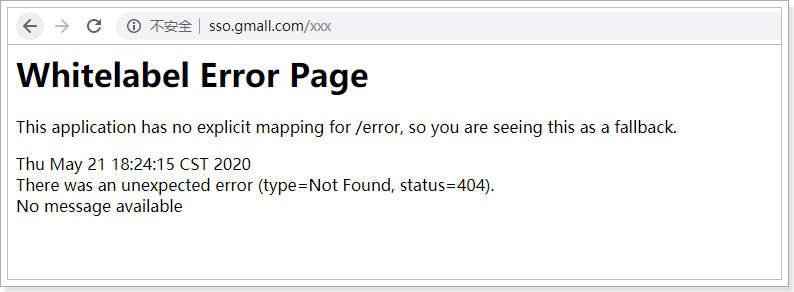 不安全 | sso.gmall.com/xxx
Whitelabel Error Page
This application has no explicit mapping for /error, so you are seeing this as a fallback.
Thu May 21 18:24:15 CST 2020
There was an unexpected error (type=Not Found, status=404).
No message available